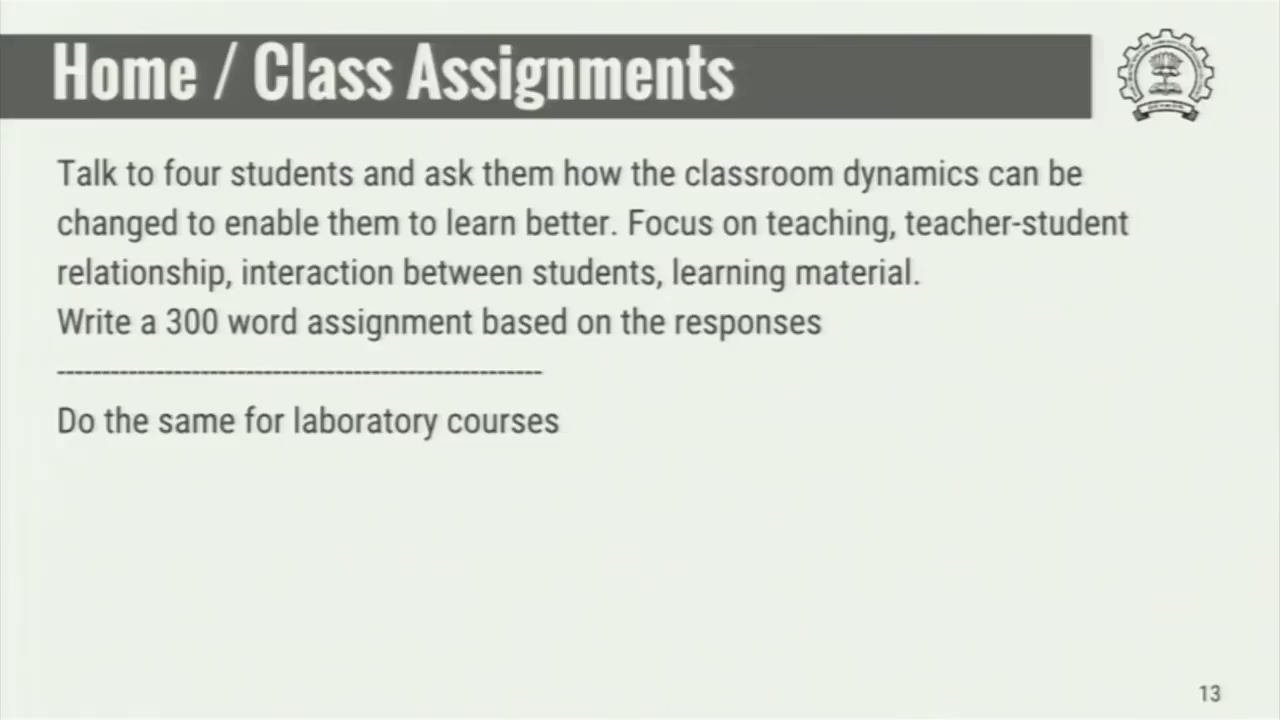 Home / Class Assignments
Talk to four students and ask them how the classroom dynamics can be
changed to enable them to learn better. Focus on teaching, teacher-student
relationship, interaction between students, learning material.
Write a 300 word assignment based on the responses
------------------------------------------------------
Do the same for laboratory courses
13